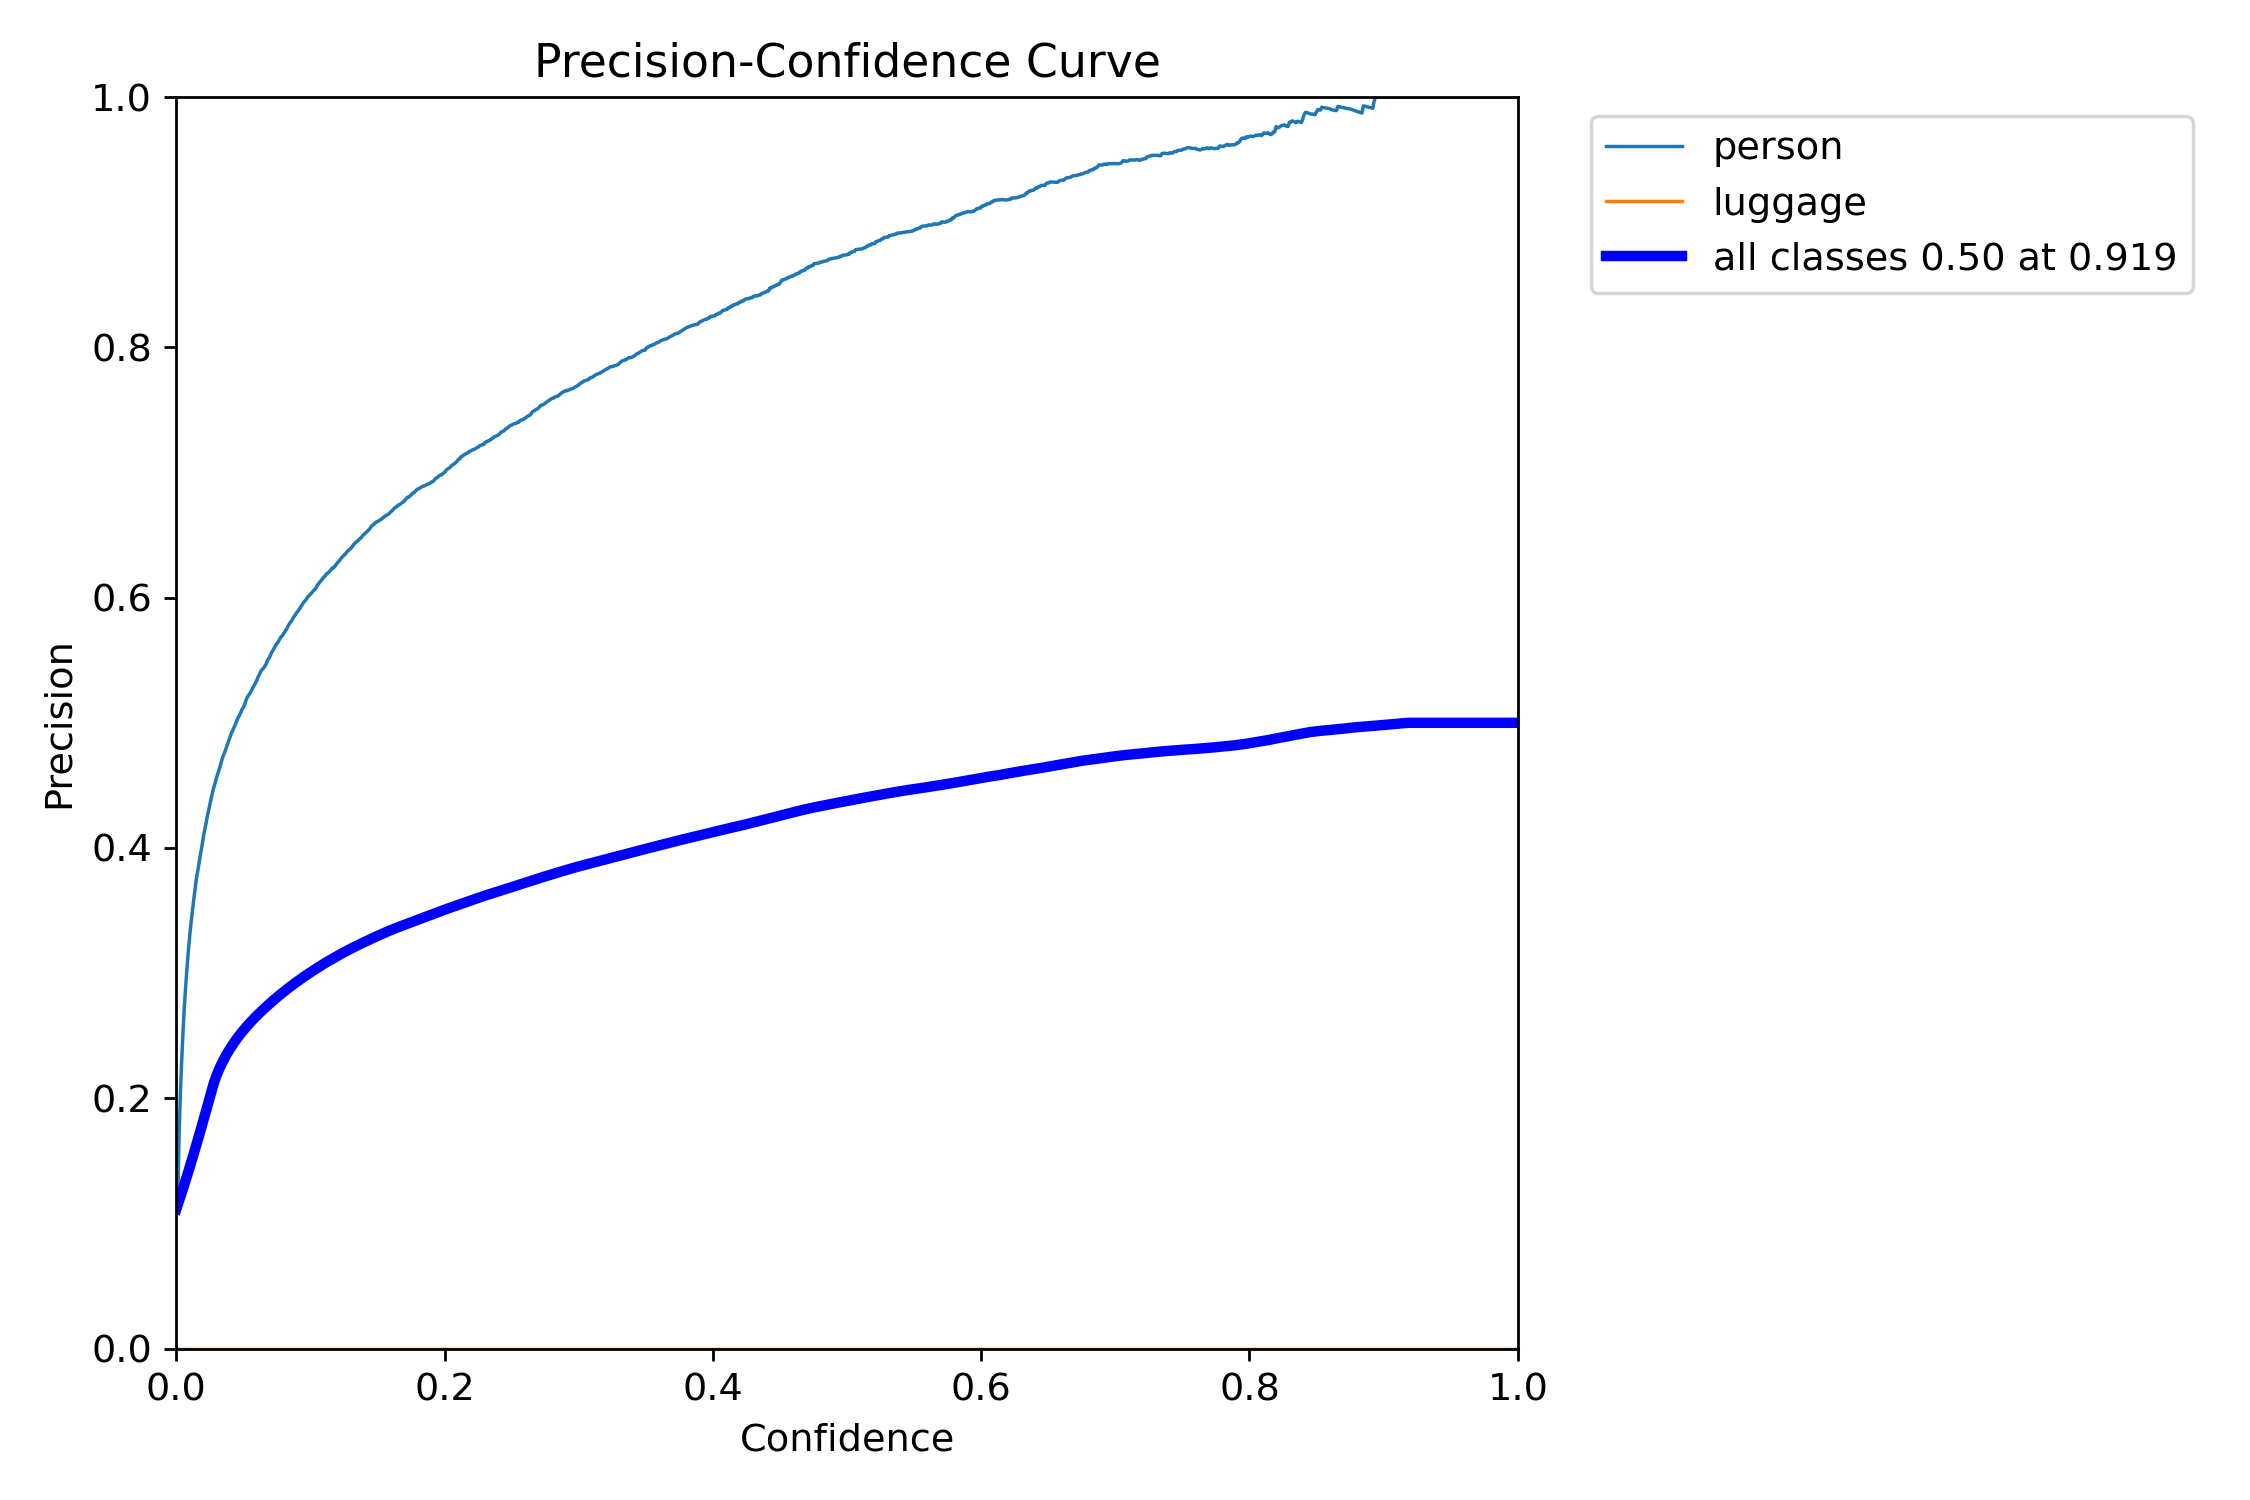 Precision-Confidence Curve
1.0
0.8
0.6
0.4
0.2
0.0
Precision
0.0 0.2 0.4 0.6 0.8 1.0
Confidence
person
luggage
all classes 0.50 at 0.919